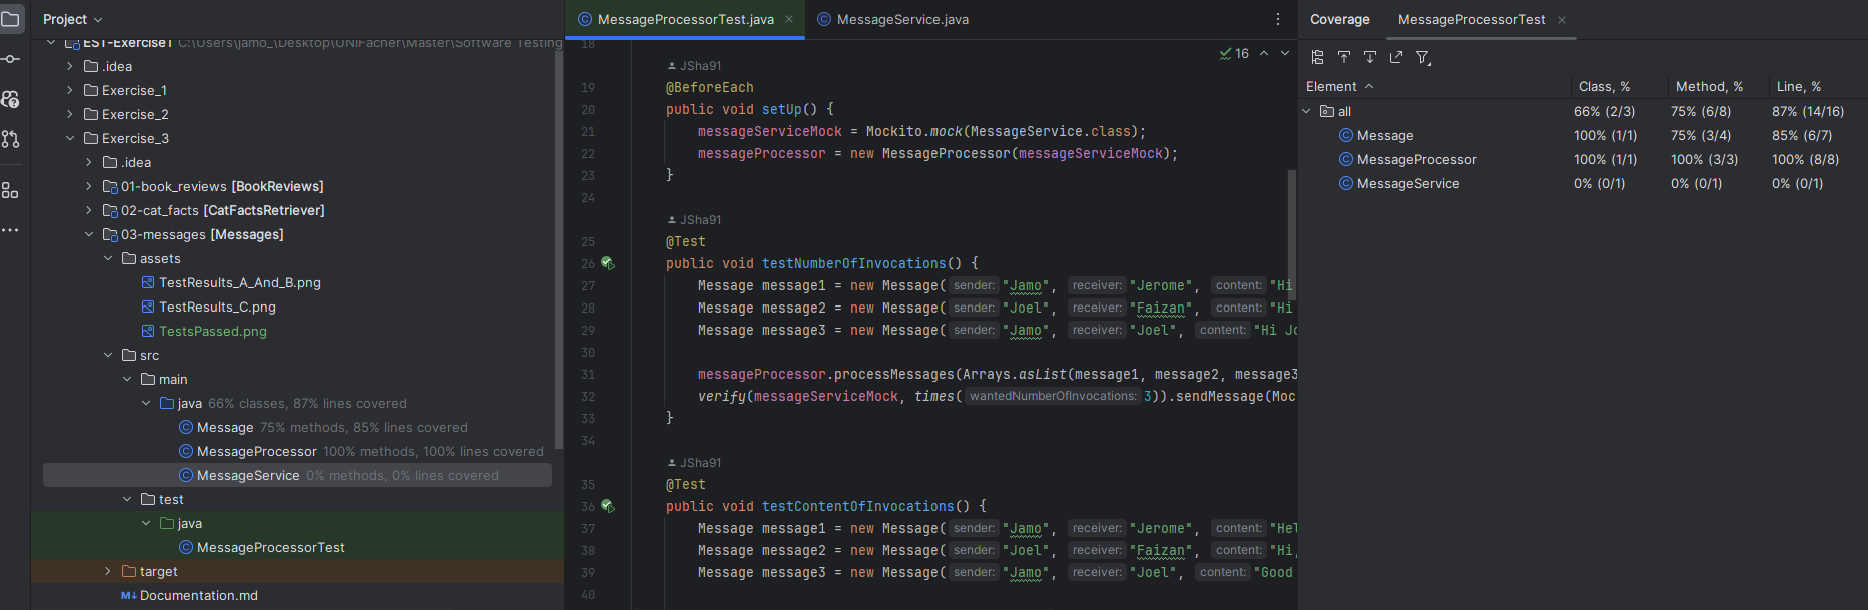 Project
EST-Exercise1 C:\Users\jamo_\Desktop\UNIFächer\Master\Software Testing
.idea
Exercise_1
Exercise_2
Exercise_3
.idea
01-book_reviews [BookReviews]
02-cat_facts [CatFactsRetriever]
03-messages [Messages]
assets
TestResults_A_And_B.png
TestResults_C.png
TestsPassed.png
src
main
java 66% classes, 87% lines covered
Message 75% methods, 85% lines covered
MessageProcessor 100% methods, 100% lines covered
MessageService 0% methods, 0% lines covered
test
java
MessageProcessorTest
target
M↓ Documentation.md
MessageProcessorTest.java
MessageService.java
16
18
JSha91
19 @BeforeEach
20 public void setUp() {
21 messageServiceMock = Mockito.mock(MessageService.class);
22 messageProcessor = new MessageProcessor(messageServiceMock);
23 }
24
JSha91
25 @Test
26 public void testNumberOfInvocations() {
27 Message message1 = new Message( sender: "Jamo", receiver: "Jerome", content: "Hi
28 Message message2 = new Message( sender: "Joel", receiver: "Faizan", content: "Hi
29 Message message3 = new Message( sender: "Jamo", receiver: "Joel", content: "Hi Jo
30
31 messageProcessor.processMessages(Arrays.asList(message1, message2, message3
32 verify(messageServiceMock, times( wantedNumberOfInvocations: 3)).sendMessage(Moc
33 }
34
JSha91
35 @Test
36 public void testContentOfInvocations() {
37 Message message1 = new Message( sender: "Jamo", receiver: "Jerome", content: "Hel
38 Message message2 = new Message( sender: "Joel", receiver: "Faizan", content: "Hi,
39 Message message3 = new Message( sender: "Jamo", receiver: "Joel", content: "Good
40
Coverage MessageProcessorTest
Element Class, % Method, % Line, %
all 66% (2/3) 75% (6/8) 87% (14/16)
Message 100% (1/1) 75% (3/4) 85% (6/7)
MessageProcessor 100% (1/1) 100% (3/3) 100% (8/8)
MessageService 0% (0/1) 0% (0/1) 0% (0/1)